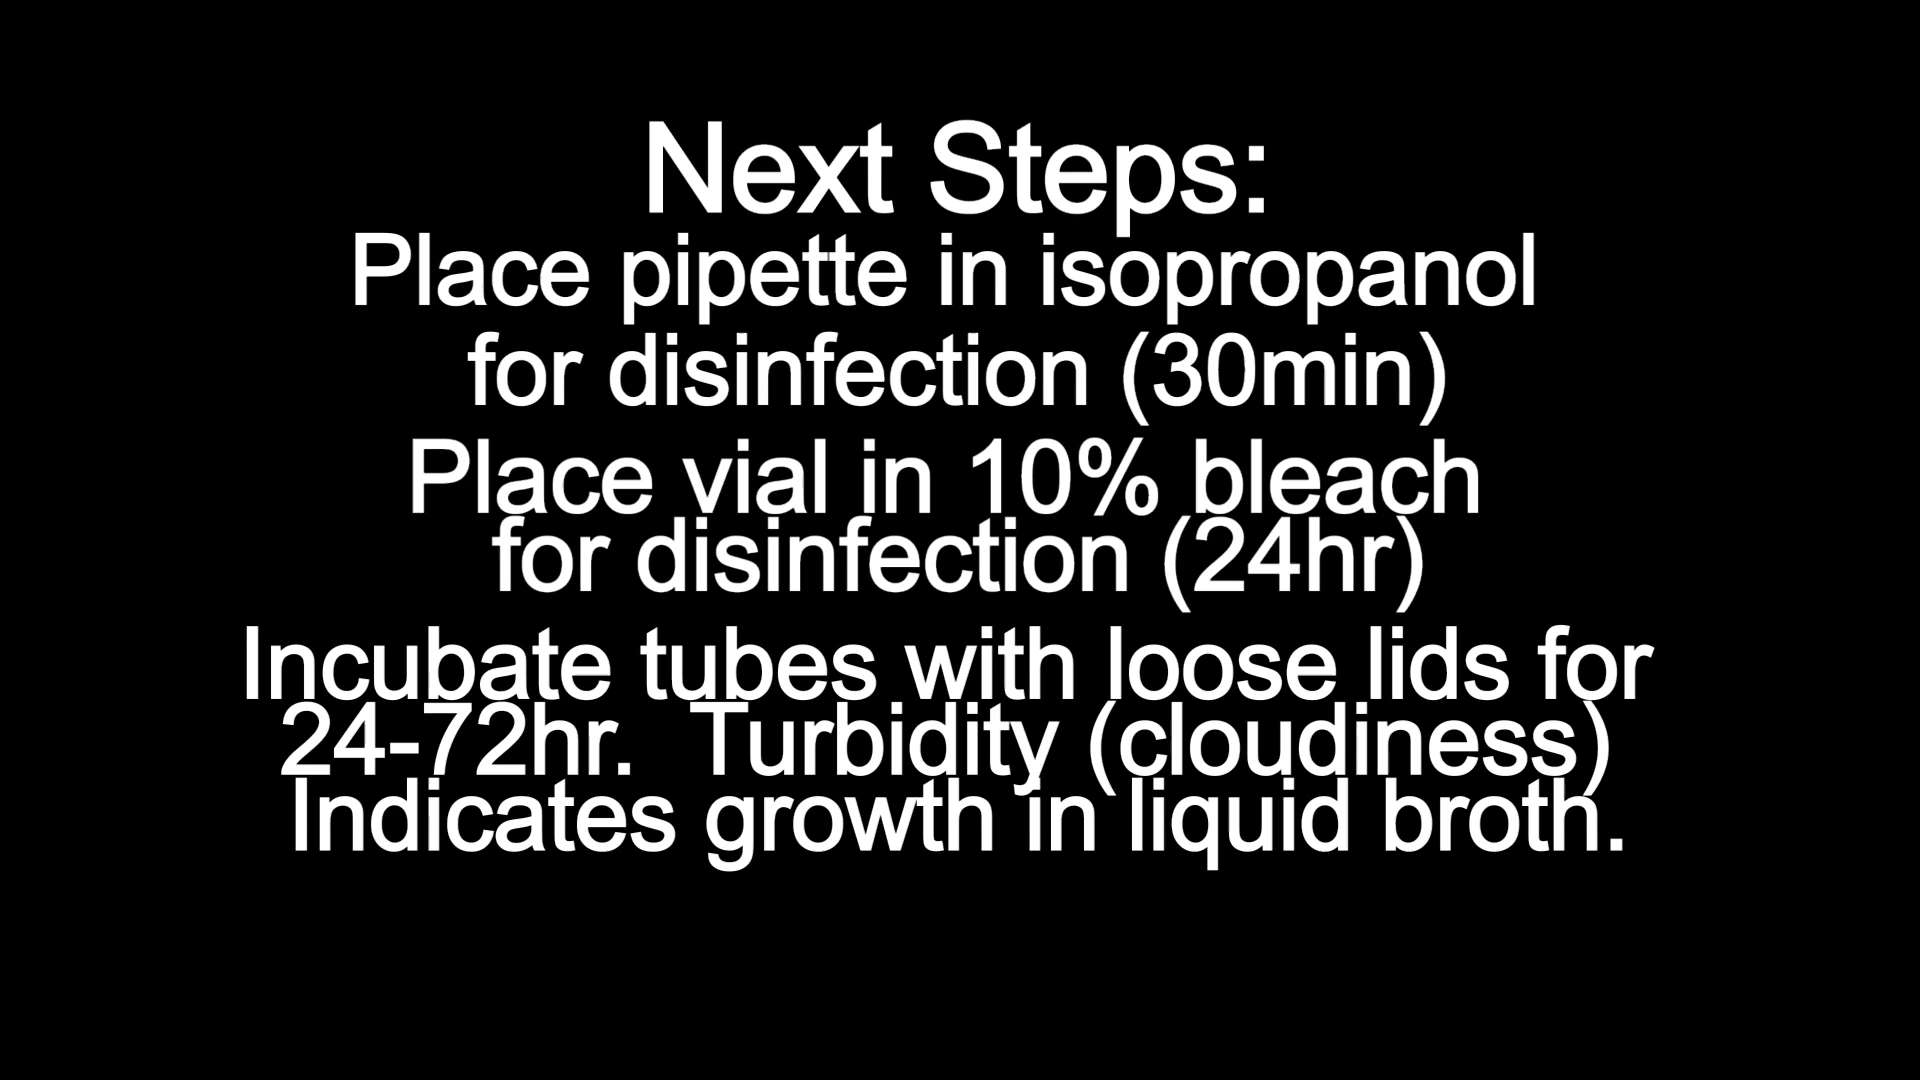 Next Steps:
Place pipette in isopropanol
for disinfection (30min)
Place vial in 10% bleach
for disinfection (24hr)
Incubate tubes with loose lids for
24-72hr.  Turbidity (cloudiness)
Indicates growth in liquid broth.